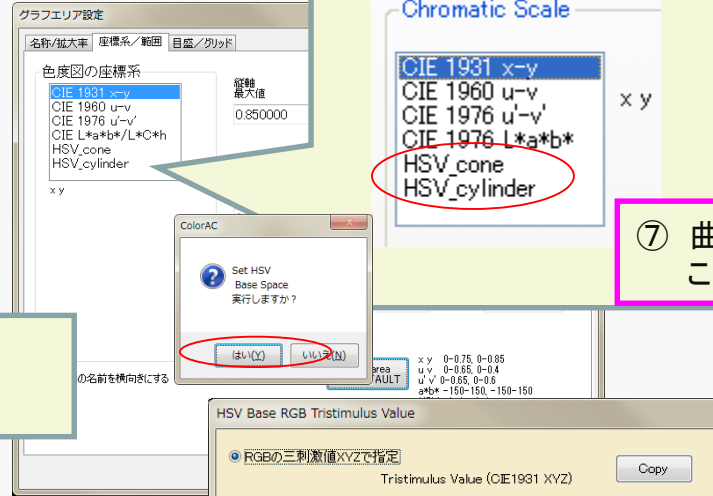 グラフエリア設定
名称/拡大率 座標系/範囲 目盛/グリッド
色度図の座標系
CIE 1931 x-y
CIE 1960 u-v
CIE 1976 u'-v'
CIE L*a*b*/L*C*h
HSV_cone
HSV_cylinder
x y
縦軸
最大値
0.850000
Chromatic Scale
CIE 1931 x-y
CIE 1960 u-v
CIE 1976 u'-v'
CIE 1976 L*a*b*
HSV_cone
HSV_cylinder
x y
⑦ 曲
こ
ColorAC
Set HSV
Base Space
実行しますか?
はい(Y) いいえ(N)
の名前を横向きにする
area
AULT
x y 0-0.75, 0-0.85
u v 0-0.65, 0-0.4
u' v' 0-0.65, 0-0.6
a*b* -150-150, -150-150
HSV Base RGB Tristimulus Value
RGBの三刺激値XYZで指定
Tristimulus Value (CIE1931 XYZ)
Copy